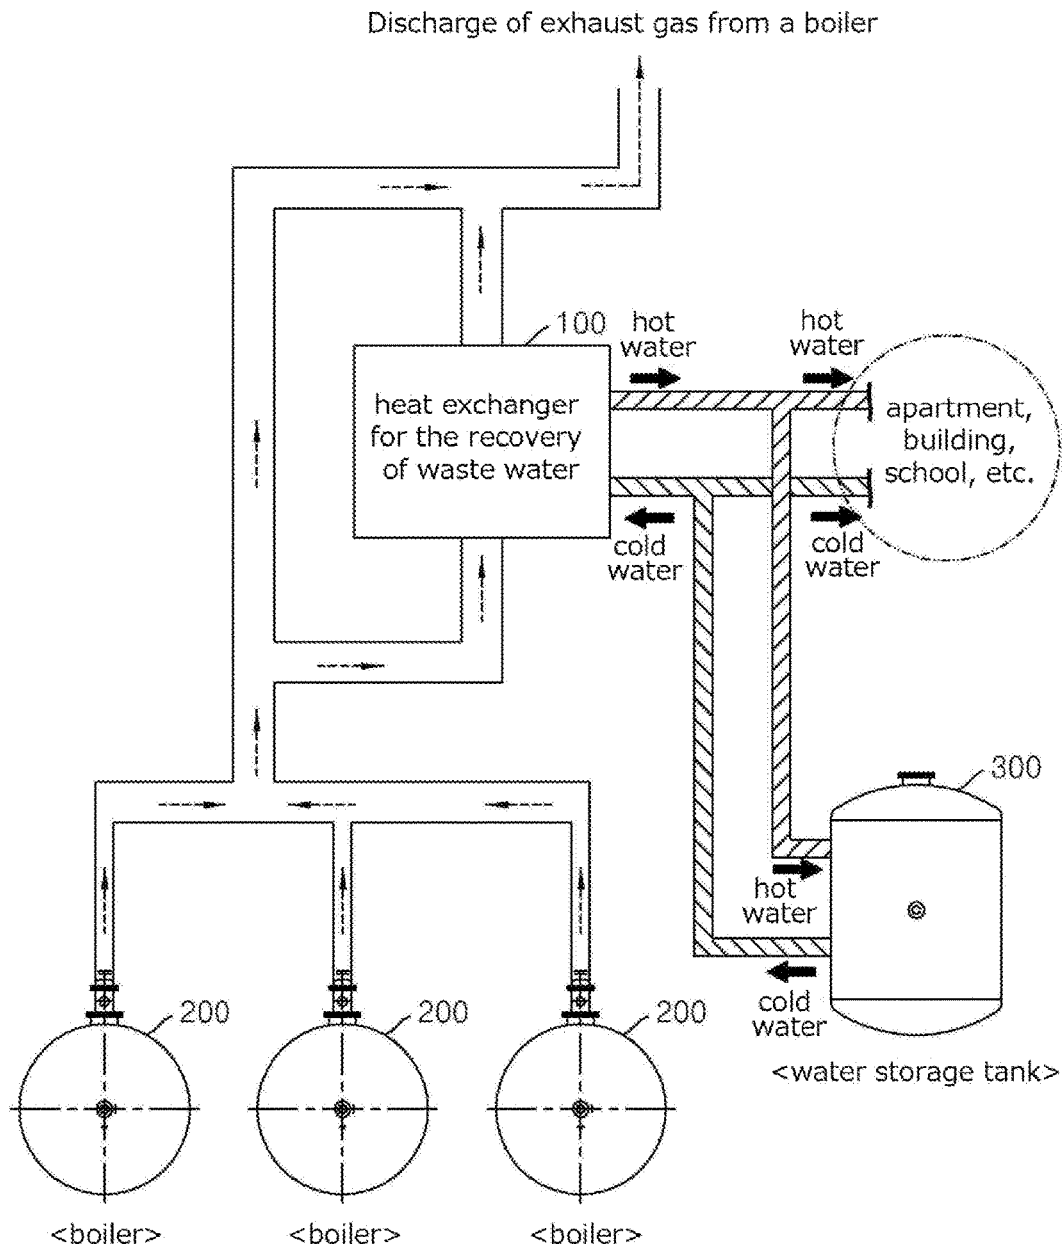 Discharge of exhaust gas from a boiler
100
hot
water
hot
water
heat exchanger
for the recovery
of waste water
apartment,
building,
school, etc.
cold
water
cold
water
300
hot
water
cold
water
<water storage tank>
200
200
200
<boiler>
<boiler>
<boiler>